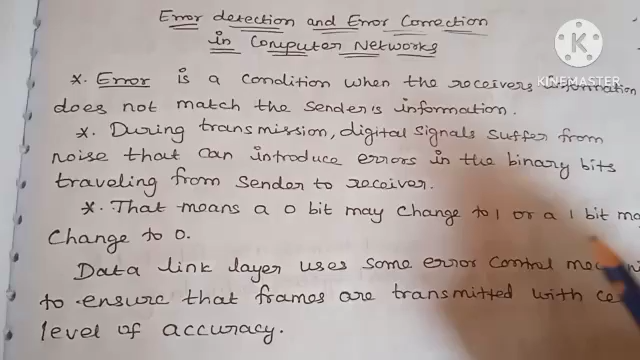 Error detection and Error Correction
in Computer Networks
K
KINEMASTER
*. Error is a condition when the receivers information
does not match the sender's information.
*. During transmission, digital signals suffer from
noise that can introduce errors in the binary bits
traveling from sender to receiver.
*. That means a 0 bit may change to 1 or a 1 bit ma
change to 0.
Data link layer uses some error control
to ensure that frames are transmitted with ce
level of accuracy.